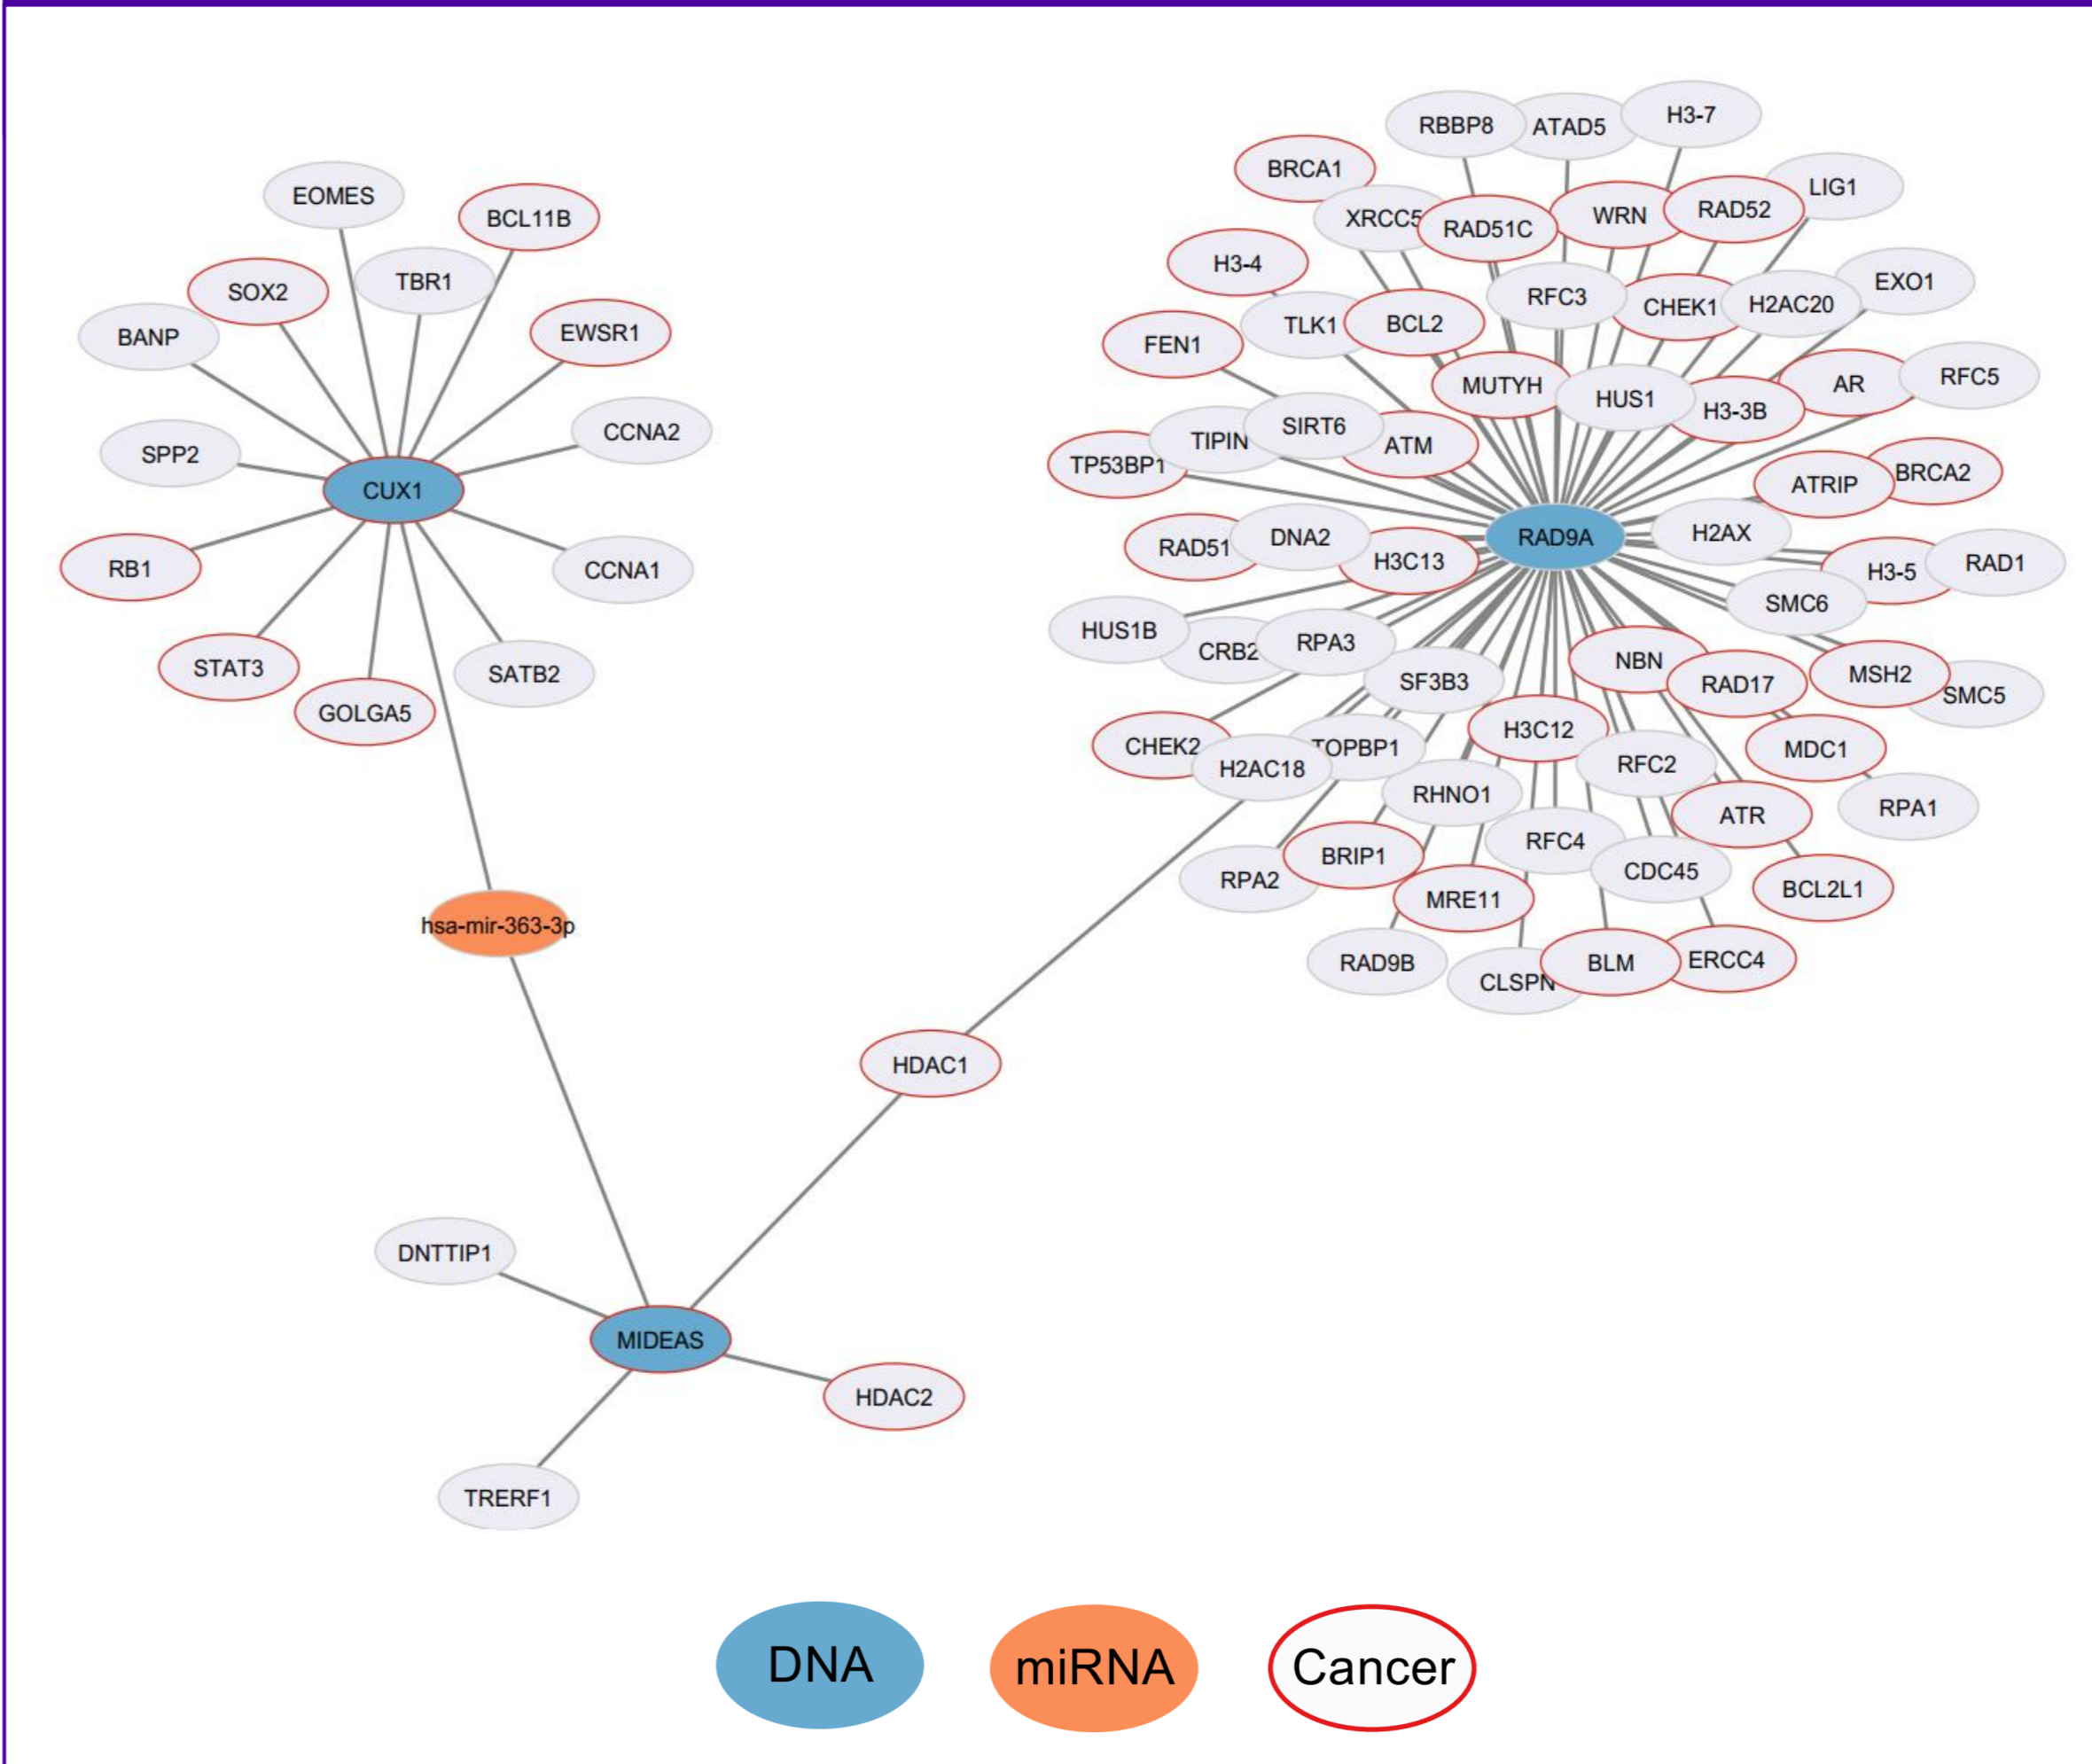 RBBP8
ATAD5
H3-7
BRCA1
LIG1
XRCC5
RAD51C
WRN
RAD52
EOMES
BCL11B
H3-4
RFC3
CHEK1
H2AC20
EXO1
TBR1
SOX2
TLK1
BCL2
BANP
EWSR1
FEN1
MUTYH
HUS1
H3-3B
AR
RFC5
SPP2
CCNA2
TP53BP1
TIPIN
SIRT6
ATM
ATRIP
BRCA2
CUX1
RAD51
DNA2
H3C13
RAD9A
H2AX
RB1
CCNA1
H3-5
RAD1
SMC6
HUS1B
CRB2
RPA3
STAT3
SATB2
SF3B3
NBN
RAD17
MSH2
SMC5
GOLGA5
CHEK2
H2AC18
TOPBP1
H3C12
RFC2
MDC1
RHNO1
ATR
RPA1
RPA2
BRIP1
RFC4
CDC45
BCL2L1
MRE11
hsa-mir-363-3p
RAD9B
CLSPN
BLM
ERCC4
HDAC1
DNTTIP1
MIDEAS
HDAC2
TRERF1
DNA
miRNA
Cancer